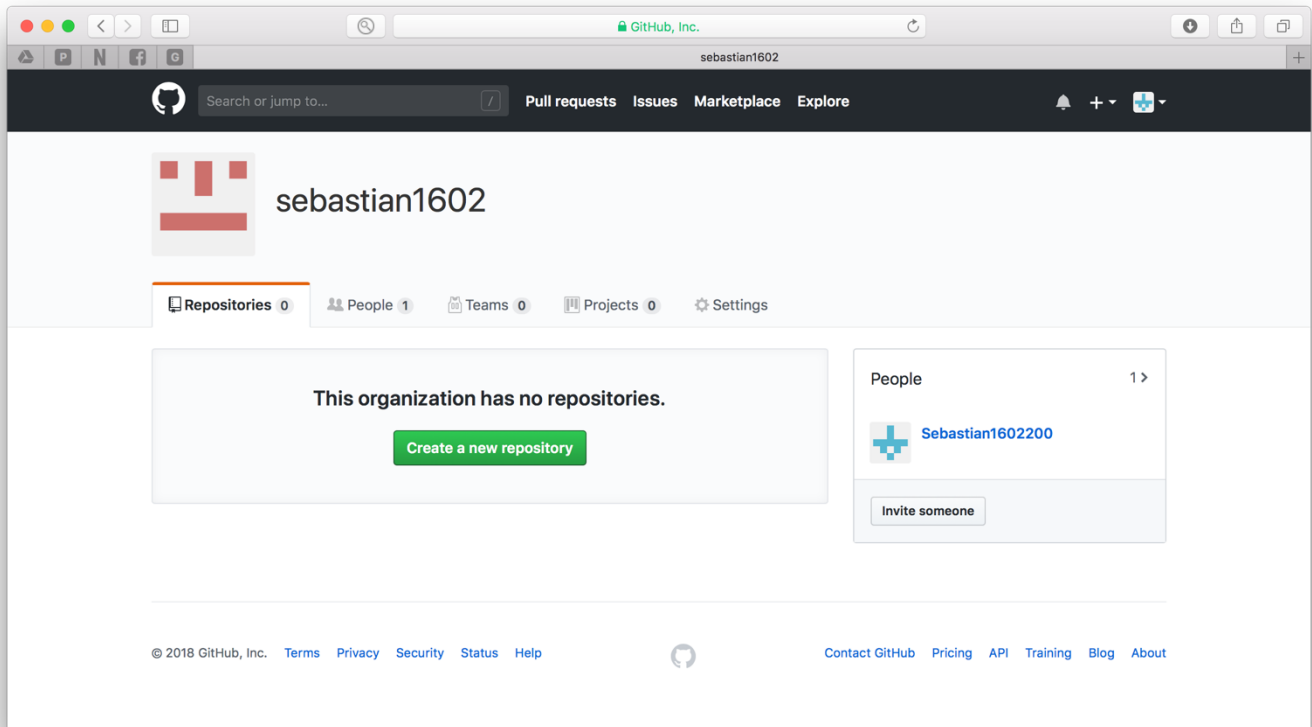 GitHub, Inc.
P N f G sebastian1602 +
Search or jump to... / Pull requests Issues Marketplace Explore
sebastian1602
Repositories 0 People 1 Teams 0 Projects 0 Settings
This organization has no repositories.
Create a new repository
People 1
Sebastian1602200
Invite someone
© 2018 GitHub, Inc. Terms Privacy Security Status Help Contact GitHub Pricing API Training Blog About